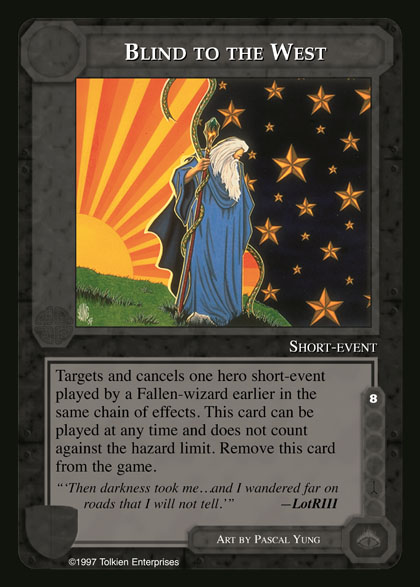 BLIND TO THE WEST
SHORT-EVENT
Targets and cancels one hero short-event
played by a Fallen-wizard earlier in the
same chain of effects. This card can be
played at any time and does not count
against the hazard limit. Remove this card
from the game.
8
“‘Then darkness took me…and I wandered far on
roads that I will not tell.’” —LotRIII
ART BY PASCAL YUNG
©1997 Tolkien Enterprises